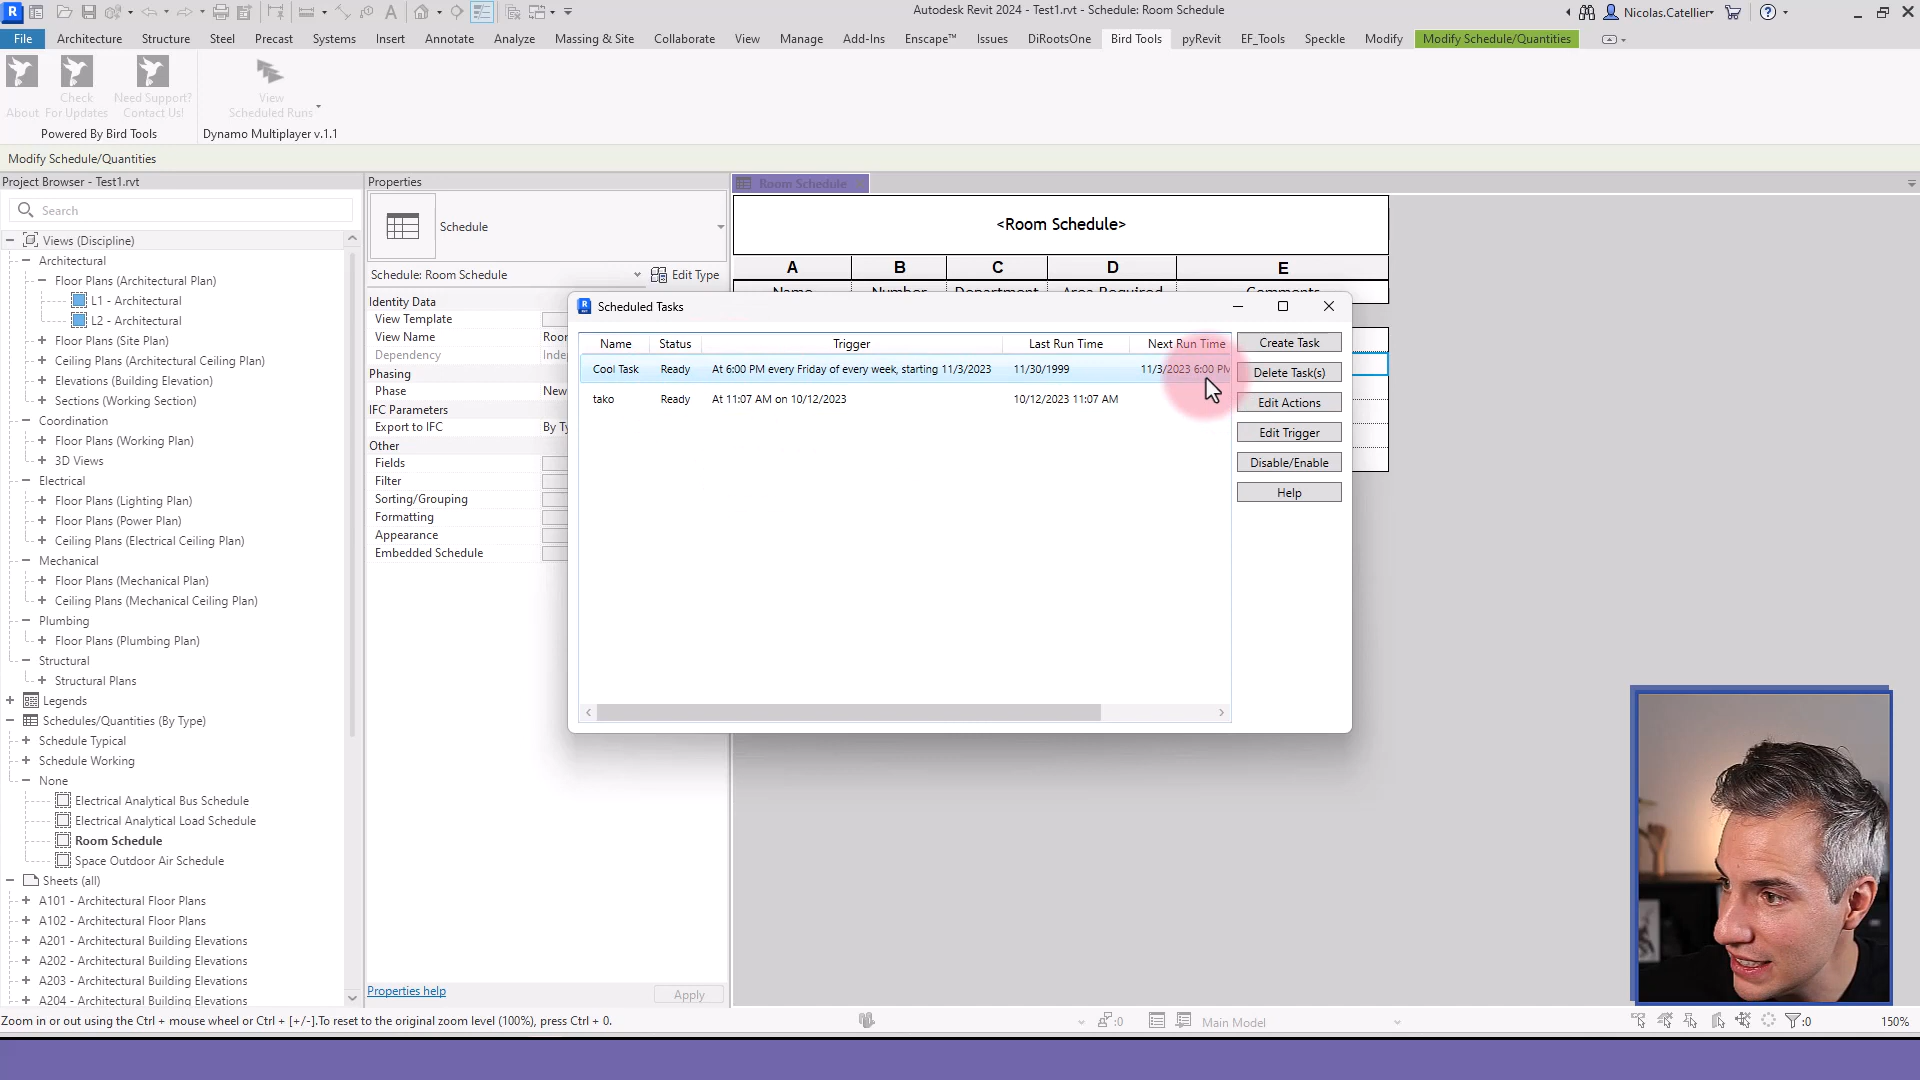 Autodesk Revit 2024 - Test1.rvt - Schedule: Room Schedule
Nicolas.Catellier
File Architecture Structure Steel Precast Systems Insert Annotate Analyze Massing & Site Collaborate View Manage Add-Ins Enscape™ Issues DiRootsOne Bird Tools pyRevit EF_Tools Speckle Modify Modify Schedule/Quantities
About
Check
For Updates
Need Support?
Contact Us!
View
Scheduled Runs
Powered By Bird Tools
Dynamo Multiplayer v.1.1
Modify Schedule/Quantities
Project Browser - Test1.rvt
Search
Views (Discipline)
Architectural
Floor Plans (Architectural Plan)
L1 - Architectural
L2 - Architectural
Floor Plans (Site Plan)
Ceiling Plans (Architectural Ceiling Plan)
Elevations (Building Elevation)
Sections (Working Section)
Coordination
Floor Plans (Working Plan)
3D Views
Electrical
Floor Plans (Lighting Plan)
Floor Plans (Power Plan)
Ceiling Plans (Electrical Ceiling Plan)
Mechanical
Floor Plans (Mechanical Plan)
Ceiling Plans (Mechanical Ceiling Plan)
Plumbing
Floor Plans (Plumbing Plan)
Structural
Structural Plans
Legends
Schedules/Quantities (By Type)
Schedule Typical
Schedule Working
None
Electrical Analytical Bus Schedule
Electrical Analytical Load Schedule
Room Schedule
Space Outdoor Air Schedule
Sheets (all)
A101 - Architectural Floor Plans
A102 - Architectural Floor Plans
A201 - Architectural Building Elevations
A202 - Architectural Building Elevations
A203 - Architectural Building Elevations
A204 - Architectural Building Elevations
Properties
Schedule
Schedule: Room Schedule
Edit Type
Identity Data
View Template
View Name Roo
Dependency Inde
Phasing
Phase New
IFC Parameters
Export to IFC By Ty
Other
Fields
Filter
Sorting/Grouping
Formatting
Appearance
Embedded Schedule
Properties help
Apply
Room Schedule
<Room Schedule>
A B C D E
Name Number Department Area Required Comments
Scheduled Tasks
Name Status Trigger Last Run Time Next Run Time
Cool Task Ready At 6:00 PM every Friday of every week, starting 11/3/2023 11/30/1999 11/3/2023 6:00 PM
tako Ready At 11:07 AM on 10/12/2023 10/12/2023 11:07 AM
Create Task
Delete Task(s)
Edit Actions
Edit Trigger
Disable/Enable
Help
Zoom in or out using the Ctrl + mouse wheel or Ctrl + [+/-].To reset to the original zoom level (100%), press Ctrl + 0.
:0
Main Model
:0
150%